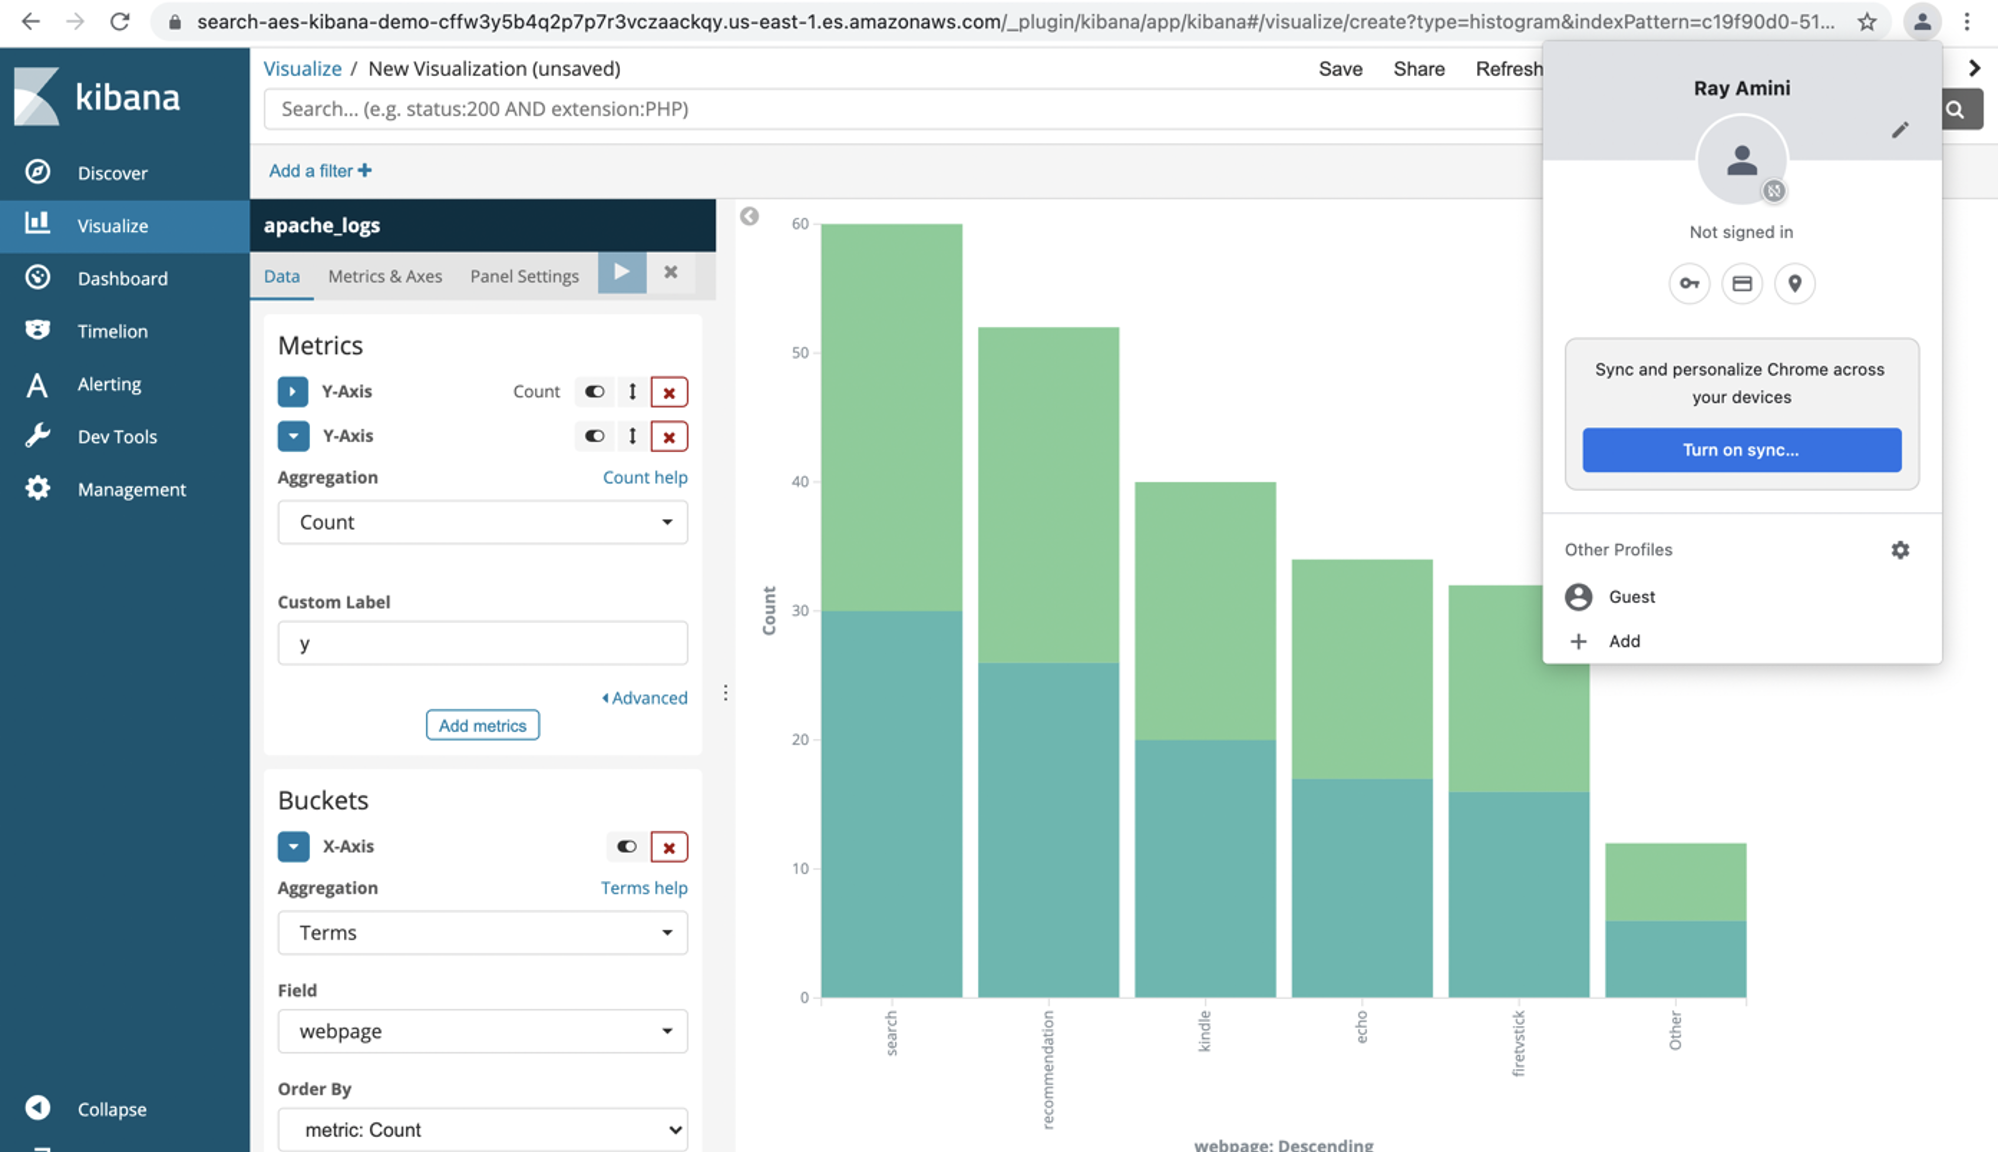 search-aes-kibana-demo-cffw3y5b4q2p7p7r3vczaackqy.us-east-1.es.amazonaws.com/_plugin/kibana/app/kibana#/visualize/create?type=histogram&indexPattern=c19f90d0-51...
kibana
Discover
Visualize
Dashboard
Timelion
Alerting
Dev Tools
Management
Collapse
Visualize / New Visualization (unsaved)
Save Share Refresh
Search... (e.g. status:200 AND extension:PHP)
Add a filter +
apache_logs
Data Metrics & Axes Panel Settings
Metrics
Y-Axis Count
Y-Axis
Aggregation Count help
Count
Custom Label
y
Advanced
Add metrics
Buckets
X-Axis
Aggregation Terms help
Terms
Field
webpage
Order By
metric: Count
60
50
40
30
20
10
0
Count
search
recommendation
kindle
echo
firetvstick
Other
webpage: Descending
Ray Amini
Not signed in
Sync and personalize Chrome across
your devices
Turn on sync...
Other Profiles
Guest
Add